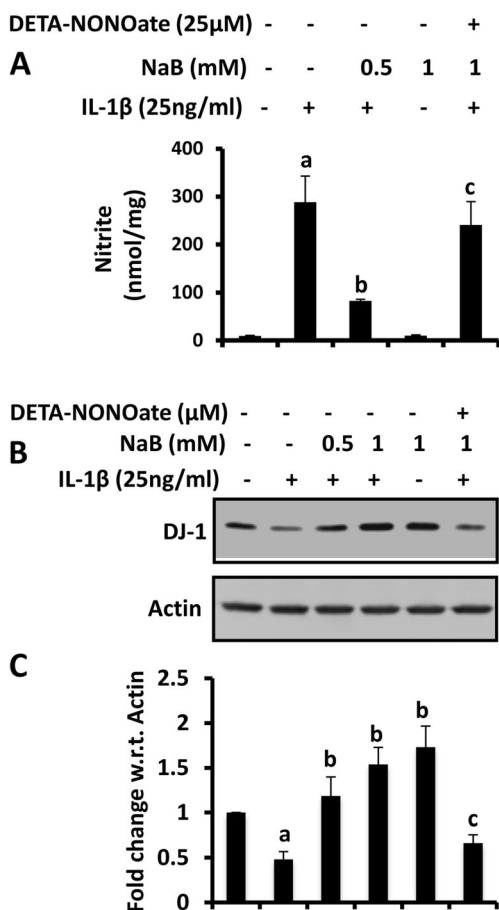 DETA-NONOate (25µM) - - - - +
A
NaB (mM) - - 0.5 1 1
IL-1β (25ng/ml) - + + - +
400
300
200
100
0
Nitrite
(nmol/mg)
a
b
c
DETA-NONOate (µM) - - - - - +
B
NaB (mM) - - 0.5 1 1 1
IL-1β (25ng/ml) - + + + - +
DJ-1
Actin
C
2.5
2
1.5
1
0.5
0
Fold change w.r.t. Actin
a
b
b
b
c